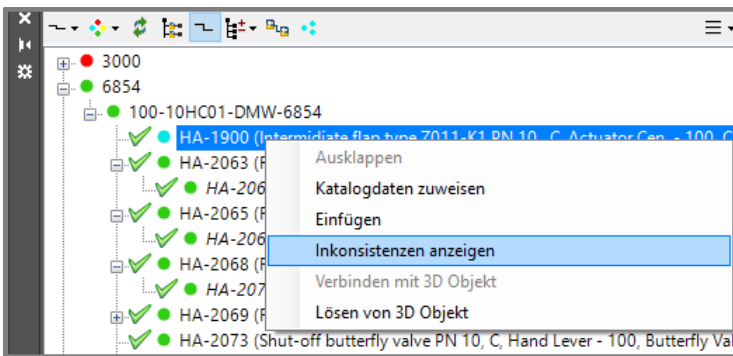 3000
6854
100-10HC01-DMW-6854
HA-1900 (Intermidiate flap type Z011-K1 PN 10, C, Actuator Cen. - 100, C
HA-2063 (F
HA-206
HA-2065 (F
HA-206
HA-2068 (F
HA-207
HA-2069 (F
HA-2073 (Shut-off butterfly valve PN 10, C, Hand Lever - 100, Butterfly Va
Ausklappen
Katalogdaten zuweisen
Einfügen
Inkonsistenzen anzeigen
Verbinden mit 3D Objekt
Lösen von 3D Objekt